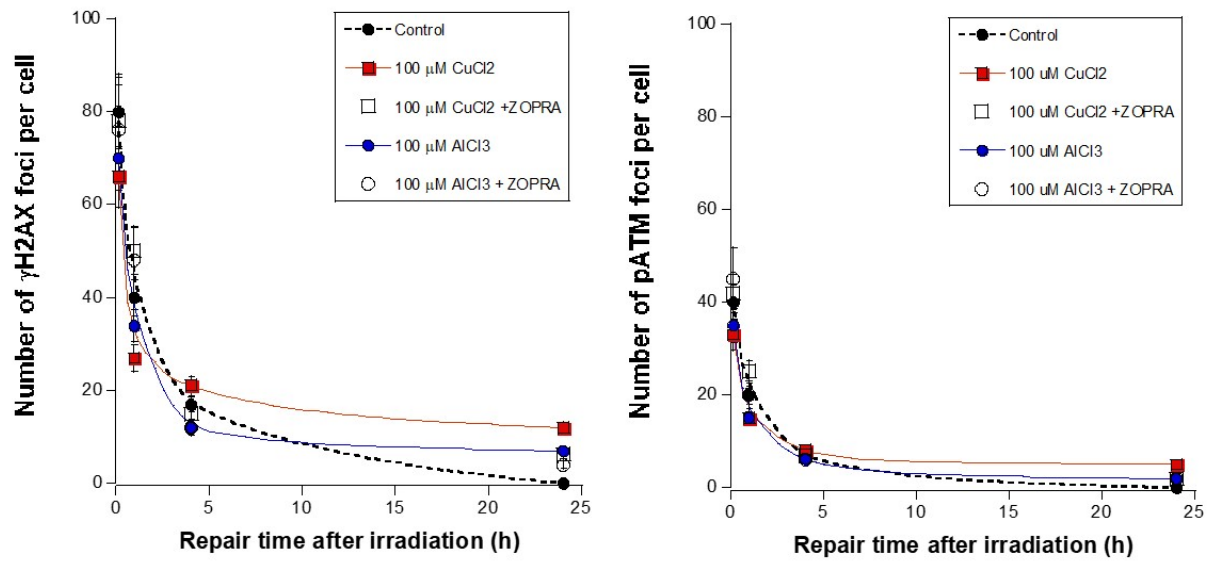 Number of γH2AX foci per cell
100
80
60
40
20
0
0
5
10
15
20
25
Repair time after irradiation (h)
Control
100 μM CuCl2
100 μM CuCl2 +ZOPRA
100 μM AlCl3
100 μM AlCl3 + ZOPRA
Number of pATM foci per cell
100
80
60
40
20
0
0
5
10
15
20
25
Repair time after irradiation (h)
Control
100 uM CuCl2
100 uM CuCl2 +ZOPRA
100 uM AlCl3
100 uM AlCl3 + ZOPRA